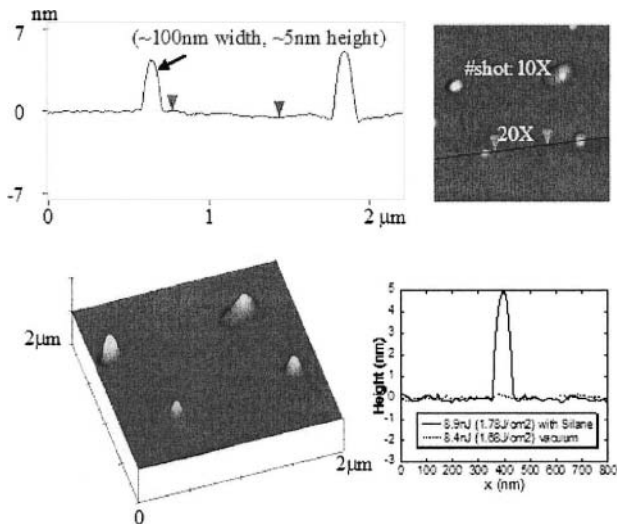 nm
7
(~100nm width, ~5nm height)
0
-7
0
1
2 μm
#shot: 10X
20X
2μm
2μm
0
Height (nm)
5
4
3
2
1
0
-1
-2
-3
8.9nJ (1.78J/cm2) with Silane
8.4nJ (1.68J/cm2) vacuum
0 100 200 300 400 500 600 700 800
x (nm)